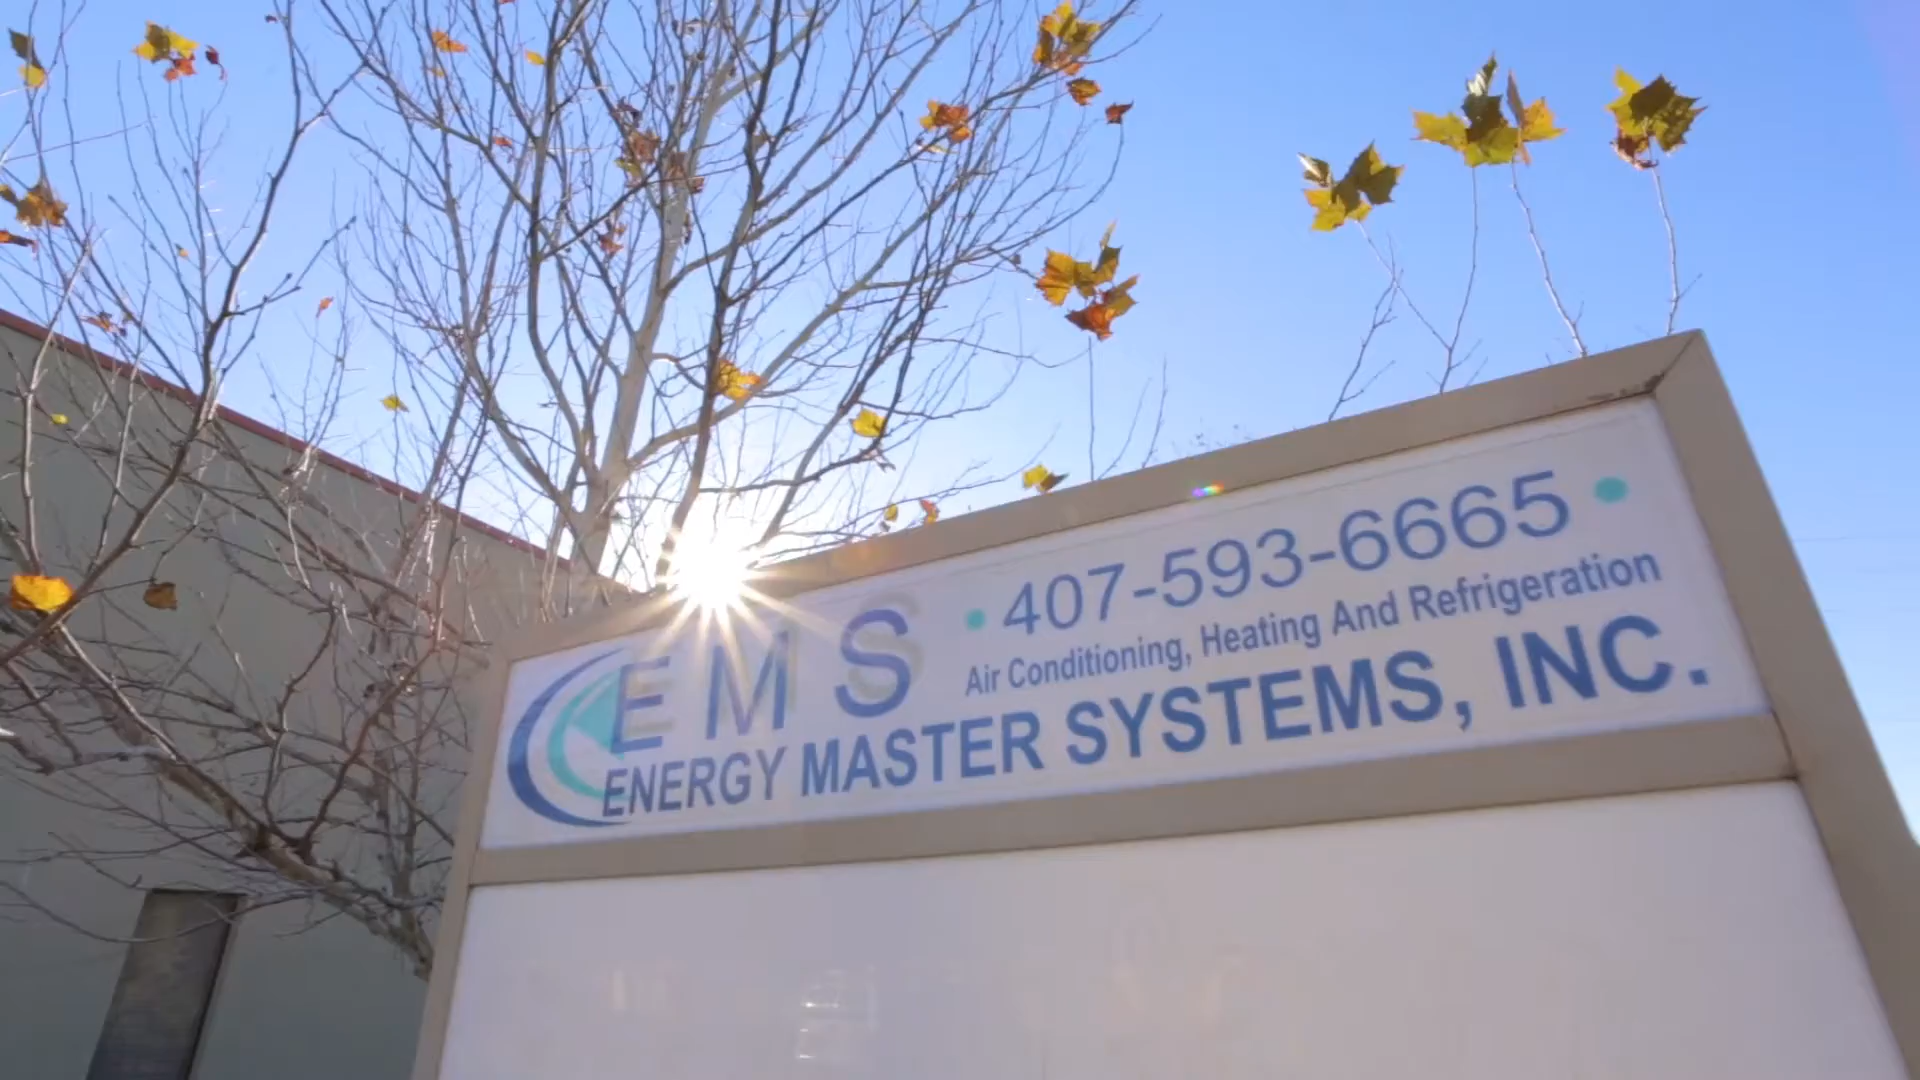 EMS
• 407-593-6665 •
Air Conditioning, Heating And Refrigeration
ENERGY MASTER SYSTEMS, INC.